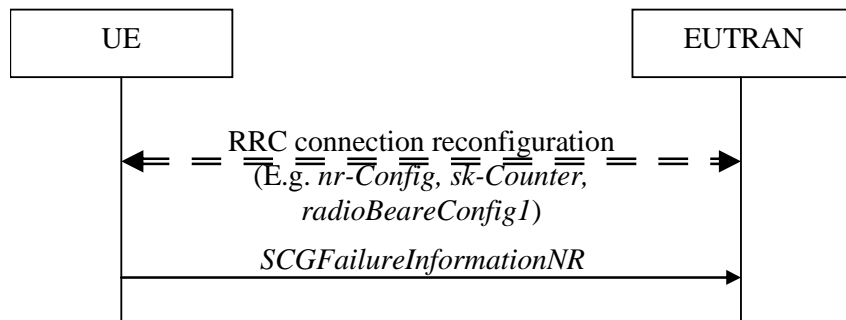 UE
EUTRAN
RRC connection reconfiguration
(E.g. nr-Config, sk-Counter,
radioBeareConfig1)
SCGFailureInformationNR